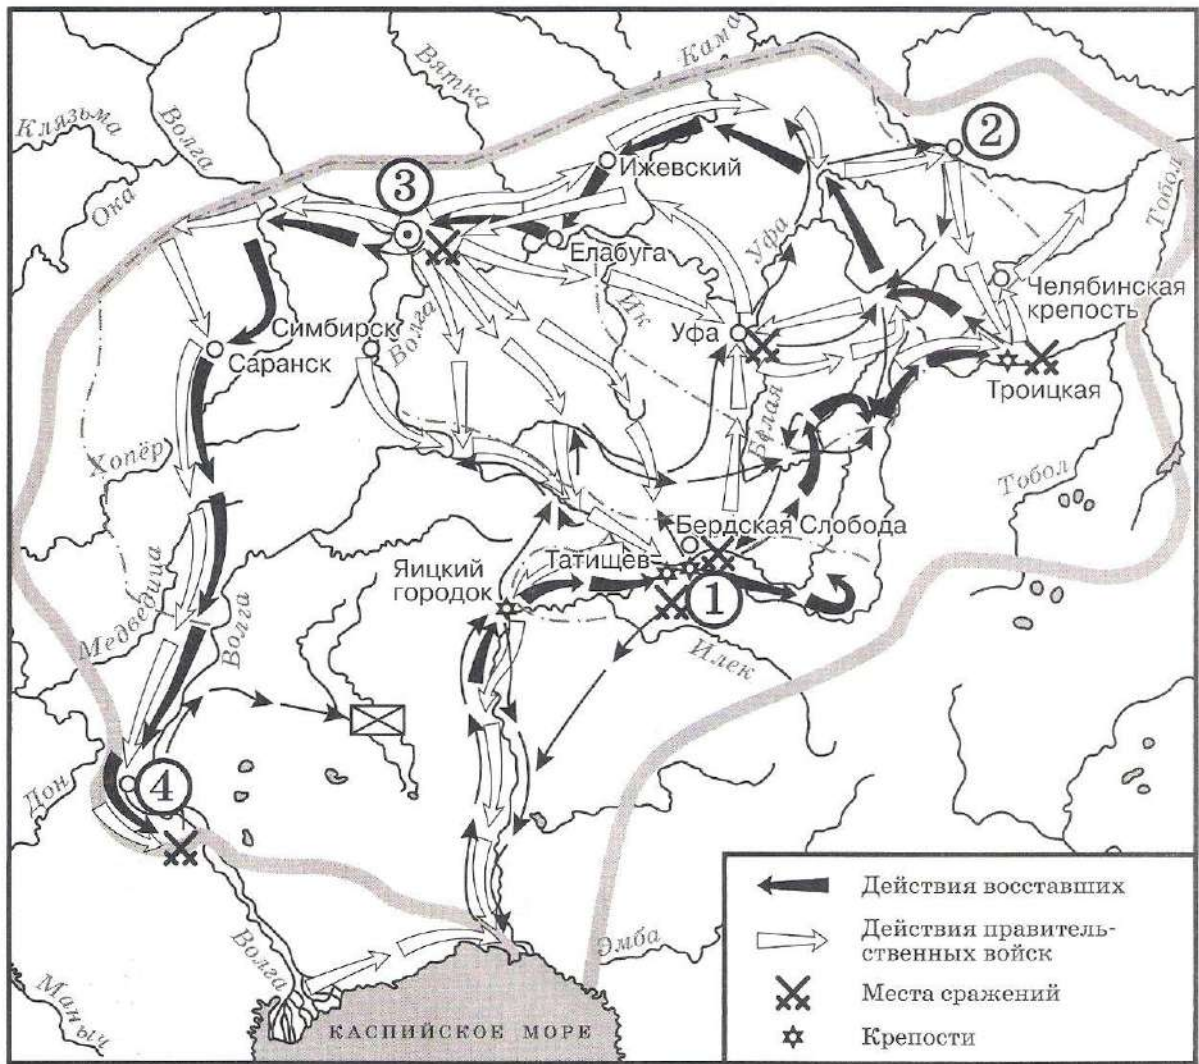 Кама
Вятка
Клязьма
Волга
Ока
2
3
Ижевский
Тобол
Елабуга
Уфа
Челябинская
крепость
Ик
Симбирск
Волга
Уфа
Саранск
Троицкая
Белая
Хопёр
Тобол
Бердская Слобода
Татищев
Яицкий
городок
1
Медведица
Волга
Илек
Дон
4
Волга
Эмба
Маныч
КАСПИЙСКОЕ МОРЕ
Действия восставших
Действия правитель-
ственных войск
Места сражений
Крепости